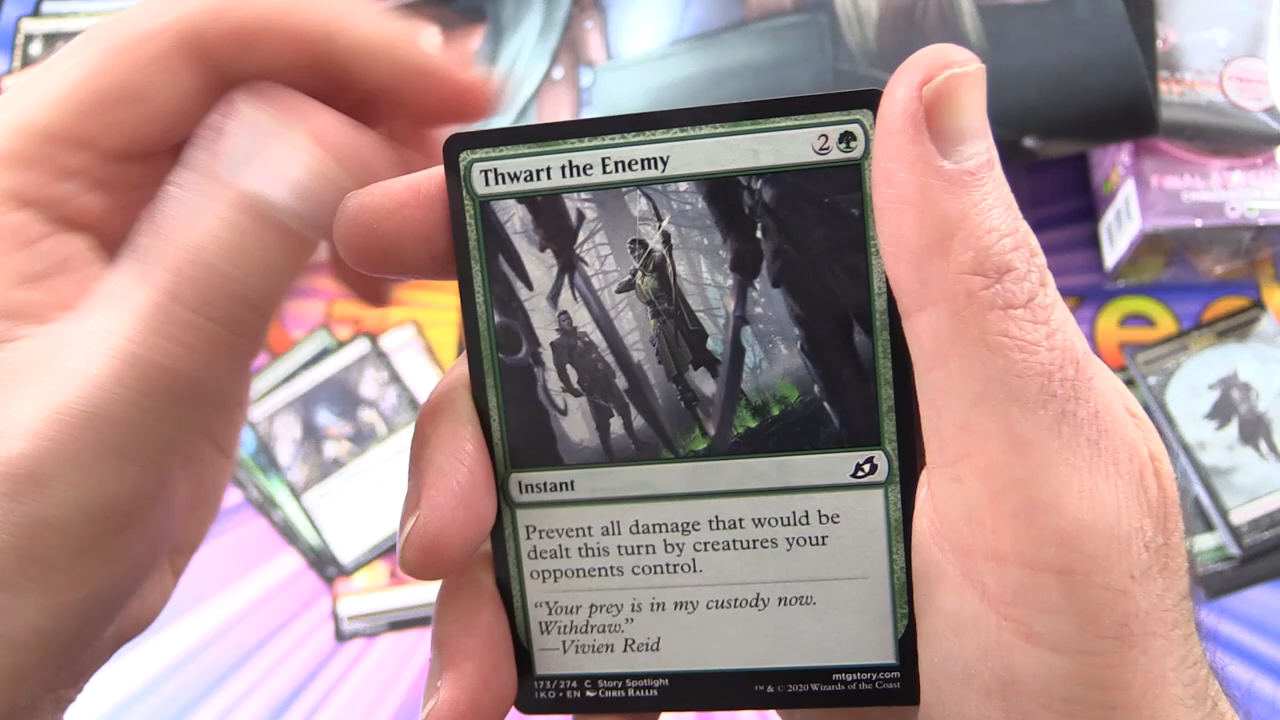 Thwart the Enemy 2
Instant
Prevent all damage that would be
dealt this turn by creatures your
opponents control.
“Your prey is in my custody now.
Withdraw.”
—Vivien Reid
173/274 C Story Spotlight
IKO • EN Chris Rallis
mtgstory.com
™ & © 2020 Wizards of the Coast